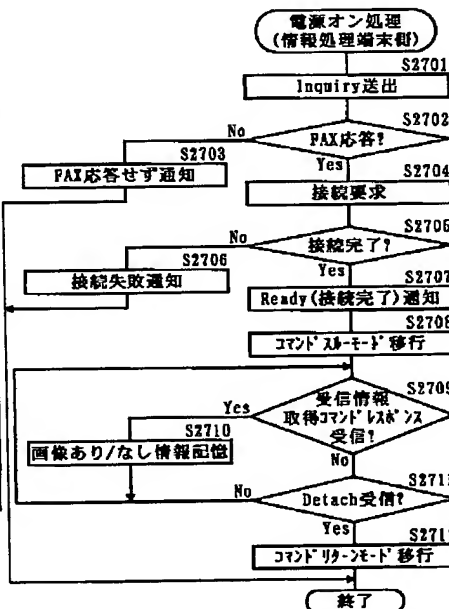 電源オン処理
(情報処理端末側)
S2701
Inquiry送出
S2702
FAX応答?
No
Yes
S2703
FAX応答せず通知
S2704
接続要求
S2705
接続完了?
No
Yes
S2706
接続失敗通知
S2707
Ready(接続完了)通知
S2708
コマンドスルーモード移行
S2709
受信情報
取得コマンドレスポンス
受信?
Yes
No
S2710
画像あり/なし情報記憶
Detach受信?
No
Yes
コマンドリターンモード移行
終了